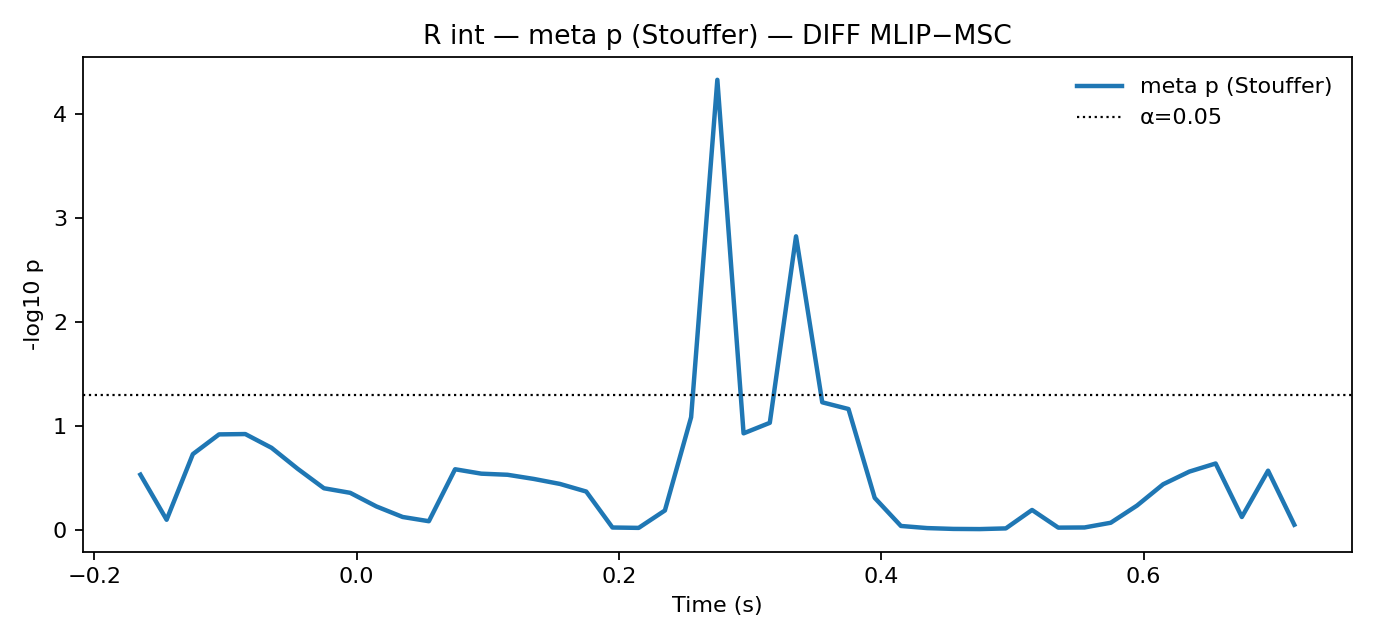 R int — meta p (Stouffer) — DIFF MLIP−MSC
meta p (Stouffer)
α=0.05
-log10 p
4
3
2
1
0
−0.2
0.0
0.2
0.4
0.6
Time (s)